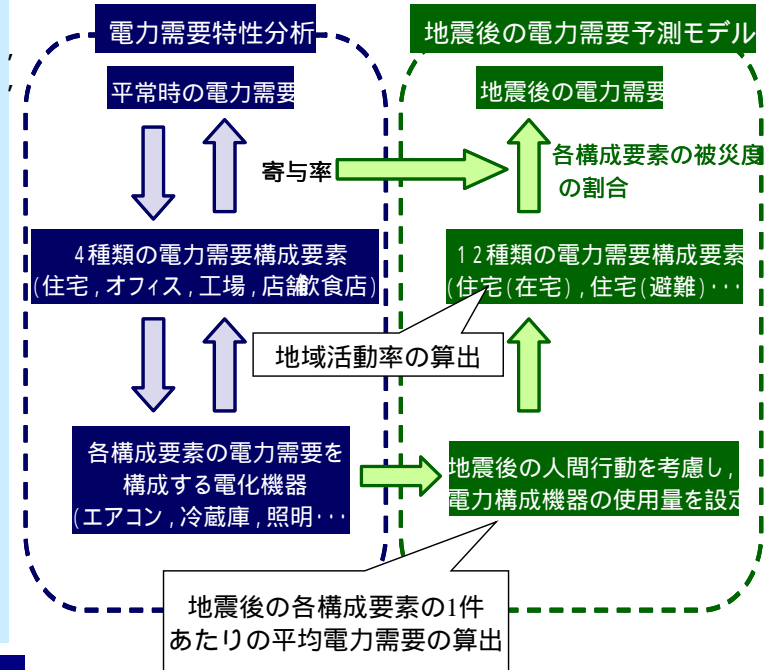 電力需要特性分析
平常時の電力需要
寄与率
4種類の電力需要構成要素
(住宅,オフィス,工場,店舗飲食店)
各構成要素の電力需要を
構成する電化機器
(エアコン,冷蔵庫,照明・・・
地震後の電力需要予測モデル
地震後の電力需要
各構成要素の被災度
の割合
12種類の電力需要構成要素
(住宅(在宅),住宅(避難)・・・
地域活動率の算出
地震後の人間行動を考慮し,
電力構成機器の使用量を設定
地震後の各構成要素の1件
あたりの平均電力需要の算出